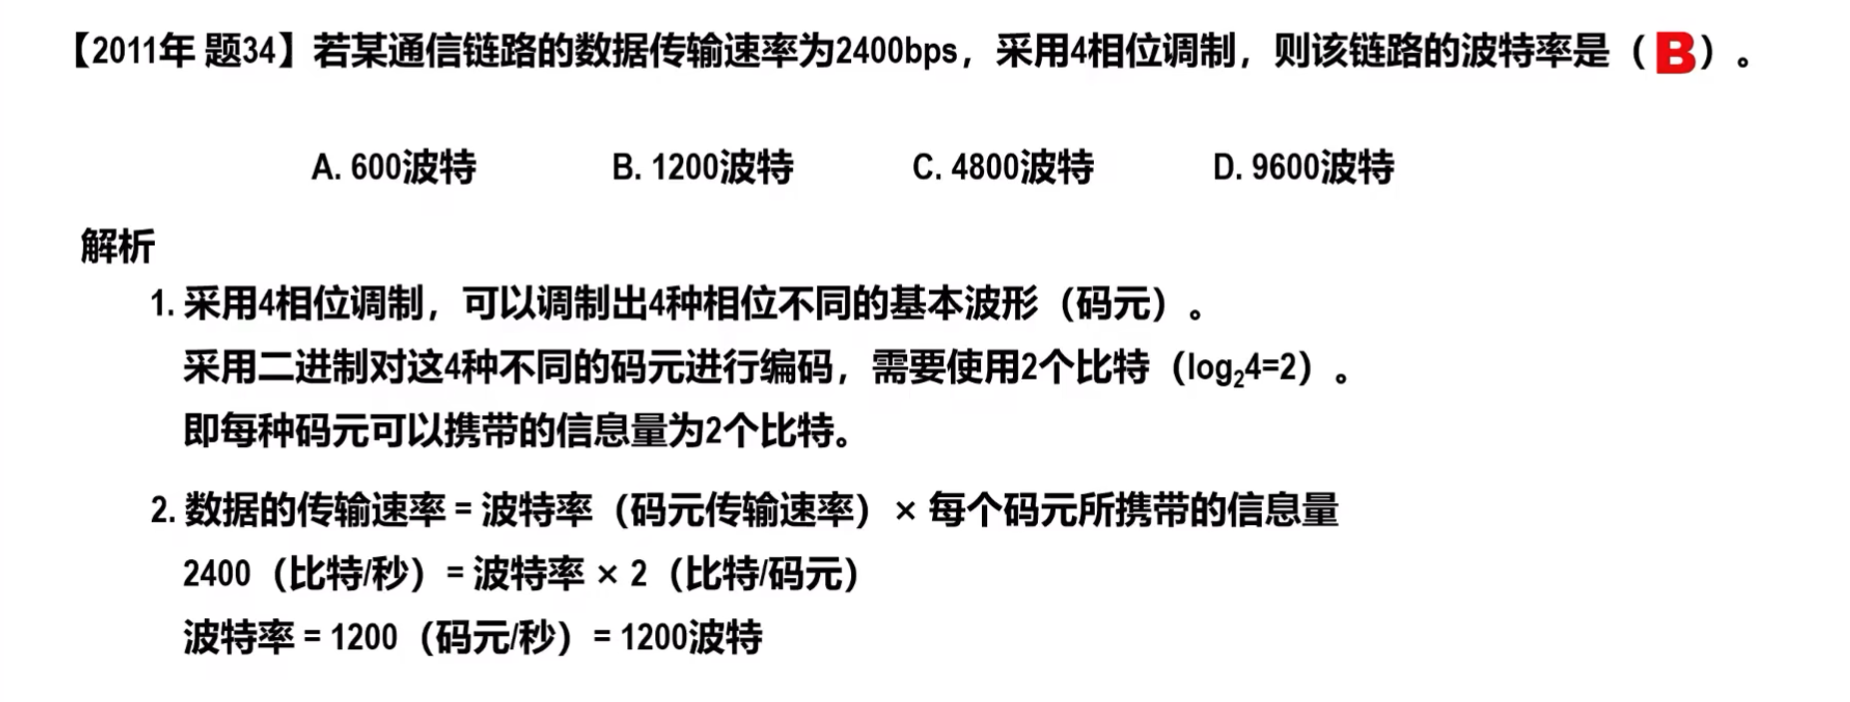 【2011年 题34】若某通信链路的数据传输速率为2400bps，采用4相位调制，则该链路的波特率是（B）。
A. 600波特 B. 1200波特 C. 4800波特 D. 9600波特
解析
1. 采用4相位调制，可以调制出4种相位不同的基本波形（码元）。
采用二进制对这4种不同的码元进行编码，需要使用2个比特（log₂4=2）。
即每种码元可以携带的信息量为2个比特。
2. 数据的传输速率 = 波特率（码元传输速率）× 每个码元所携带的信息量
2400（比特/秒）= 波特率 × 2（比特/码元）
波特率 = 1200（码元/秒）= 1200波特